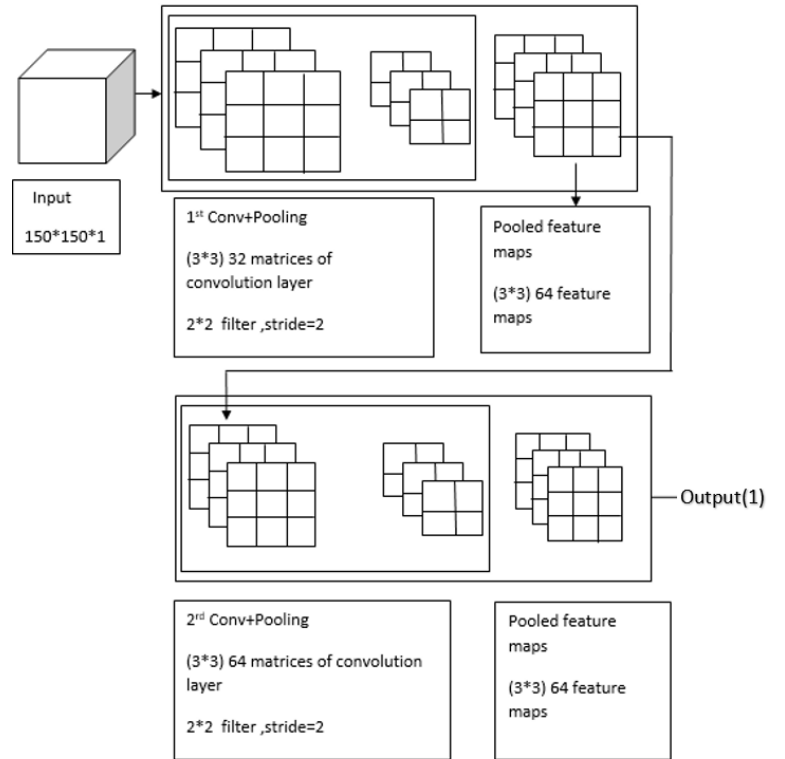 Input
150*150*1
1st Conv+Pooling
(3*3) 32 matrices of
convolution layer
2*2 filter ,stride=2
Pooled feature
maps
(3*3) 64 feature
maps
Output(1)
2rd Conv+Pooling
(3*3) 64 matrices of convolution
layer
2*2 filter ,stride=2
Pooled feature
maps
(3*3) 64 feature
maps